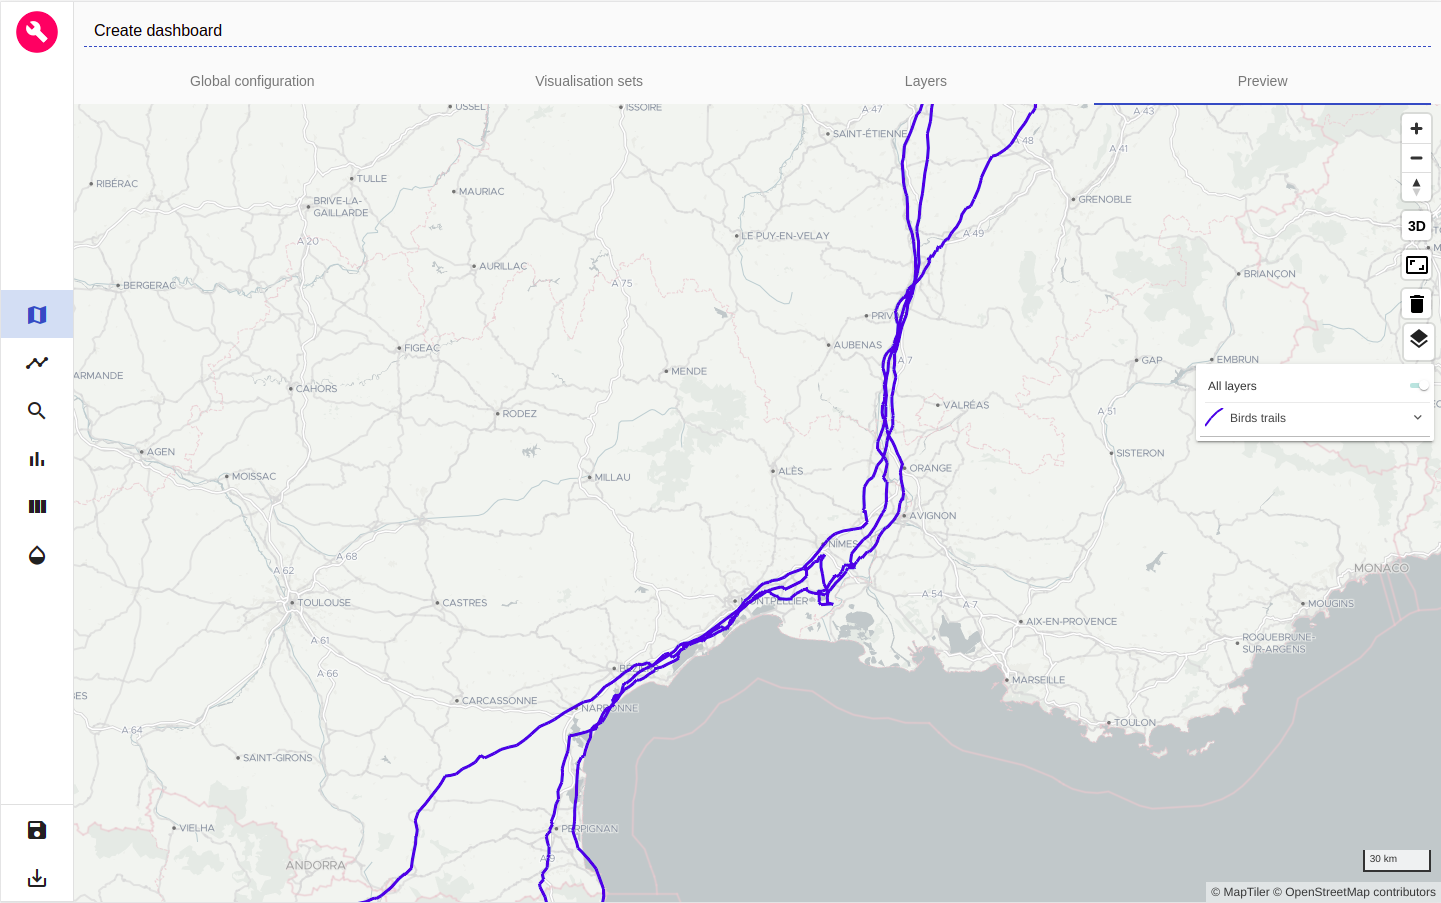 Create dashboard
Global configuration
Visualisation sets
Layers
Preview
USSEL
ISSOIRE
A 47
A 43
SAINT-ÉTIENNE
A 48
A 41
RIBÉRAC
TULLE
MAURIAC
BRIVE-LA-
GAILLARDE
GRENOBLE
3D
A 20
LE PUY-EN-VELAY
A 49
AURILLAC
BRIANÇON
BERGERAC
A 75
PRIV
FIGEAC
AUBENAS
A 7
GAP
EMBRUN
ARMANDE
MENDE
All layers
CAHORS
RODEZ
VALRÉAS
A 51
Birds trails
AGEN
SISTERON
MOISSAC
MILLAU
ALÈS
ORANGE
AVIGNON
A 68
NÎMES
A 62
MONACO
TOULOUSE
CASTRES
MONTPELLIER
A 54
A 7
MOUGINS
AIX-EN-PROVENCE
A 61
ROQUEBRUNE-
SUR-ARGENS
A 66
BÉ
MARSEILLE
BES
CARCASSONNE
NARBONNE
A 64
TOULON
SAINT-GIRONS
VIELHA
PERPIGNAN
ANDORRA
A 9
30 km
© MapTiler © OpenStreetMap contributors